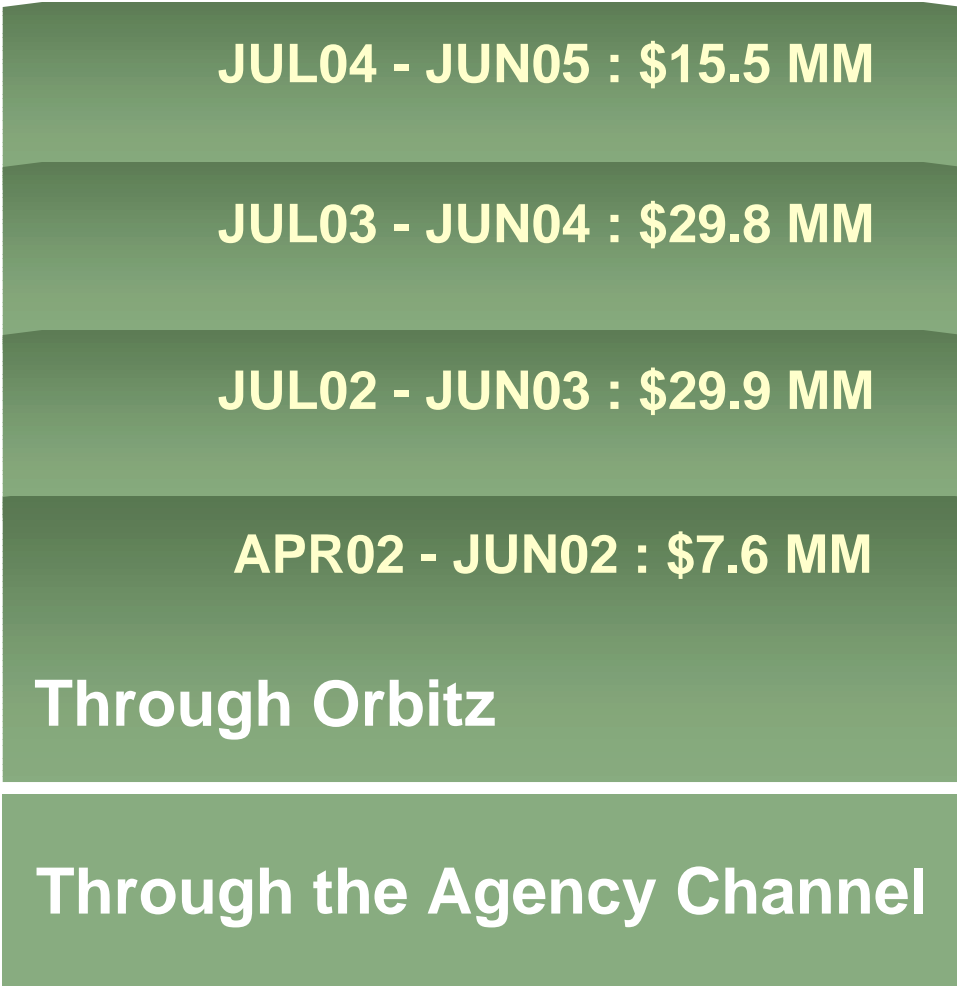 JUL04 - JUN05 : $15.5 MM
JUL03 - JUN04 : $29.8 MM
JUL02 - JUN03 : $29.9 MM
APR02 - JUN02 : $7.6 MM
Through Orbitz
Through the Agency Channel